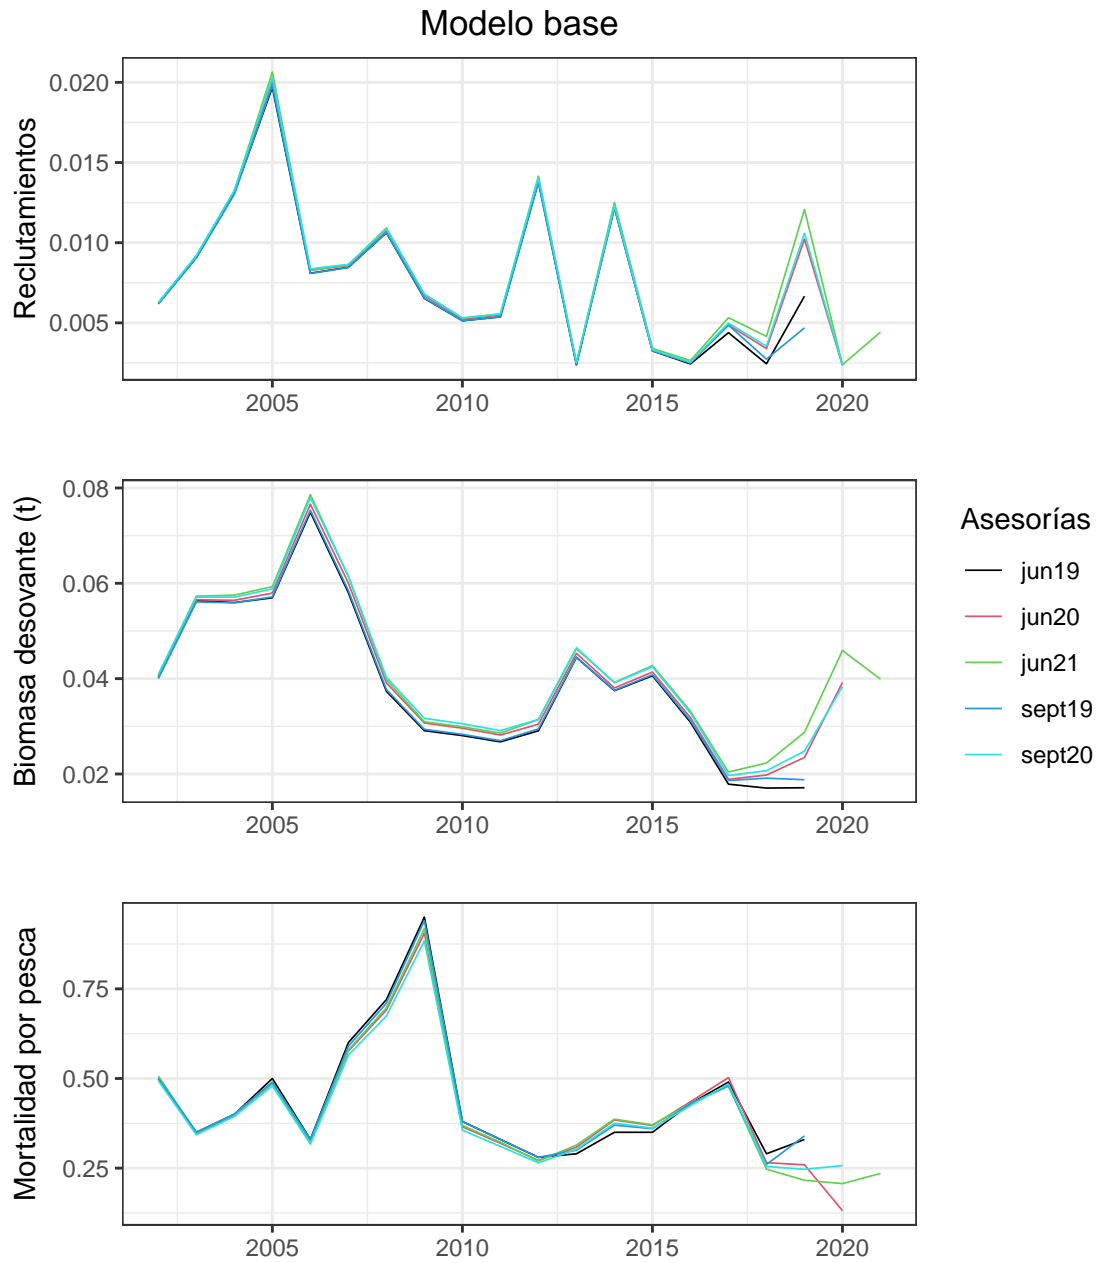 Modelo base
Reclutamientos
0.020
0.015
0.010
0.005
2005 2010 2015 2020
Biomasa desovante (t)
0.08
0.06
0.04
0.02
2005 2010 2015 2020
Asesorías
jun19
jun20
jun21
sept19
sept20
Mortalidad por pesca
0.75
0.50
0.25
2005 2010 2015 2020